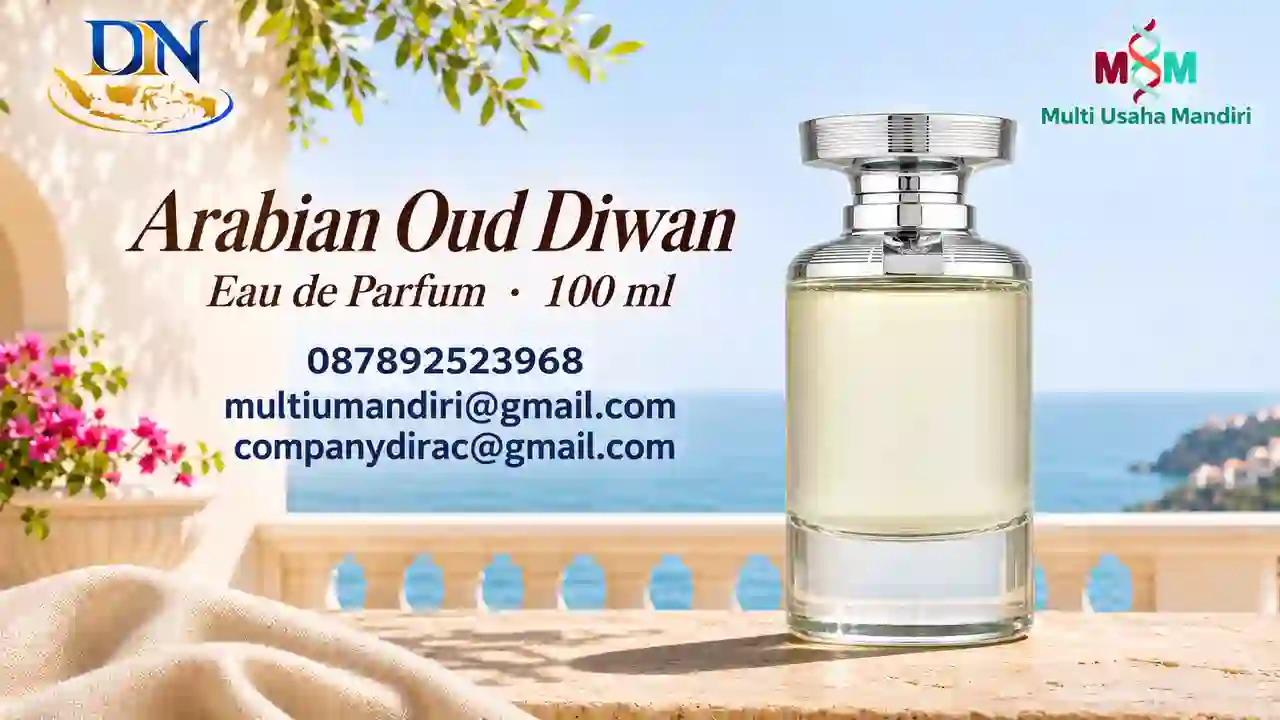 DN
MSM
Multi Usaha Mandiri
Arabian Oud Diwan
Eau de Parfum · 100 ml
087892523968
multiumandiri@gmail.com
companydirac@gmail.com